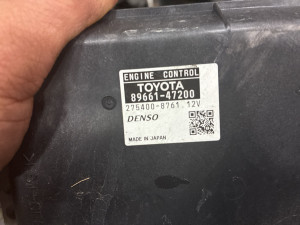 ENGINE CONTROL
TOYOTA
89661-47200
275400-8761 12V
DENSO
MADE IN JAPAN